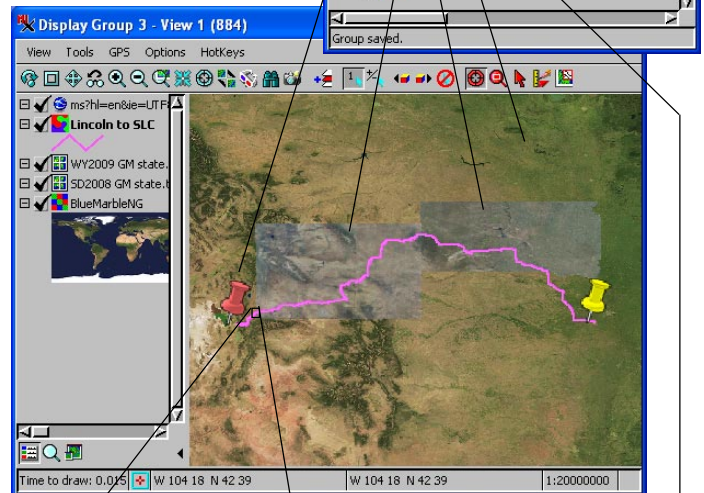 Display Group 3 - View 1 (884)
Group saved.
View Tools GPS Options HotKeys
ms?hl=en&ie=UTF
Lincoln to SLC
WY2009 GM state.
SD2008 GM state.t
BlueMarbleNG
Time to draw: 0.015 W 104 18 N 42 39 W 104 18 N 42 39 1:20000000